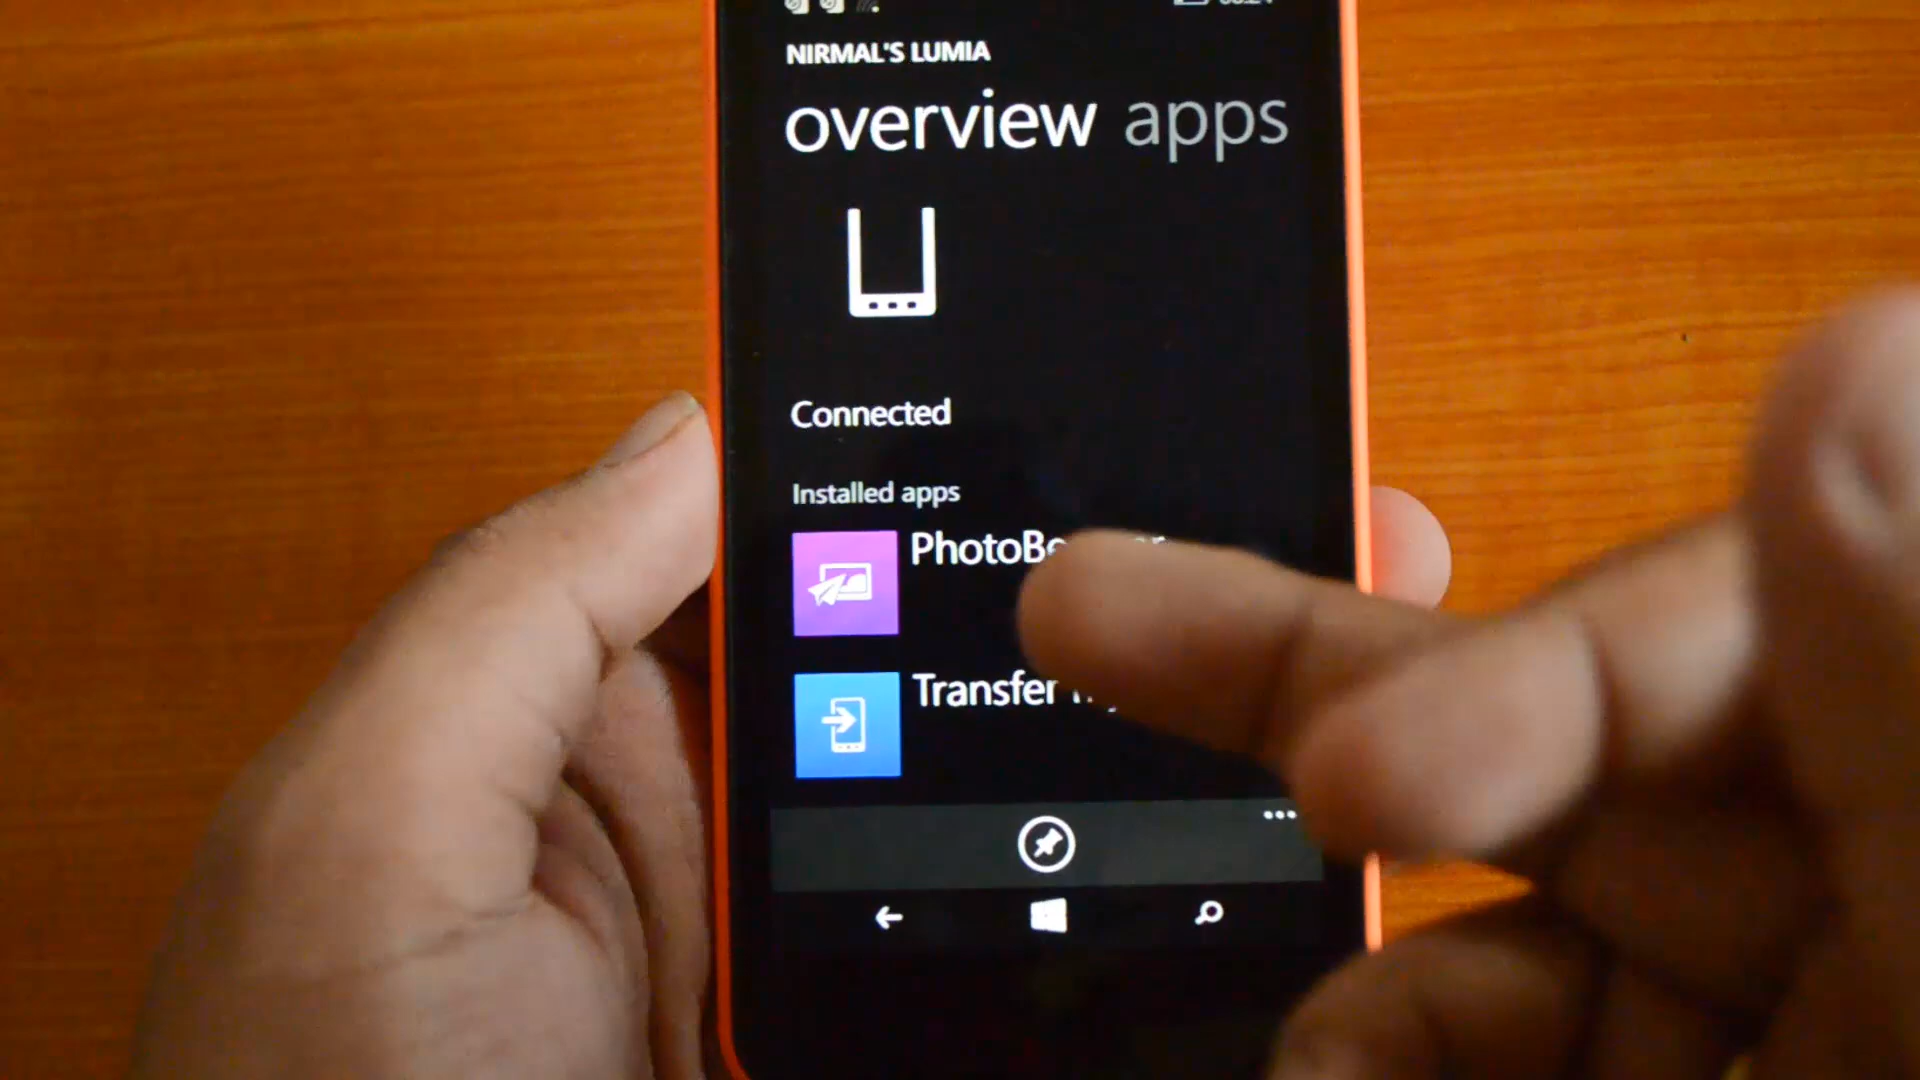 NIRMAL'S LUMIA
overview apps
Connected
Installed apps
Transfer